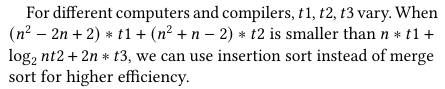 For different computers and compilers, t1, t2, t3 vary. When
(n² − 2n + 2) ∗ t1 + (n² + n − 2) ∗ t2 is smaller than n ∗ t1 +
log₂ nt2 + 2n ∗ t3, we can use insertion sort instead of merge
sort for higher efficiency.